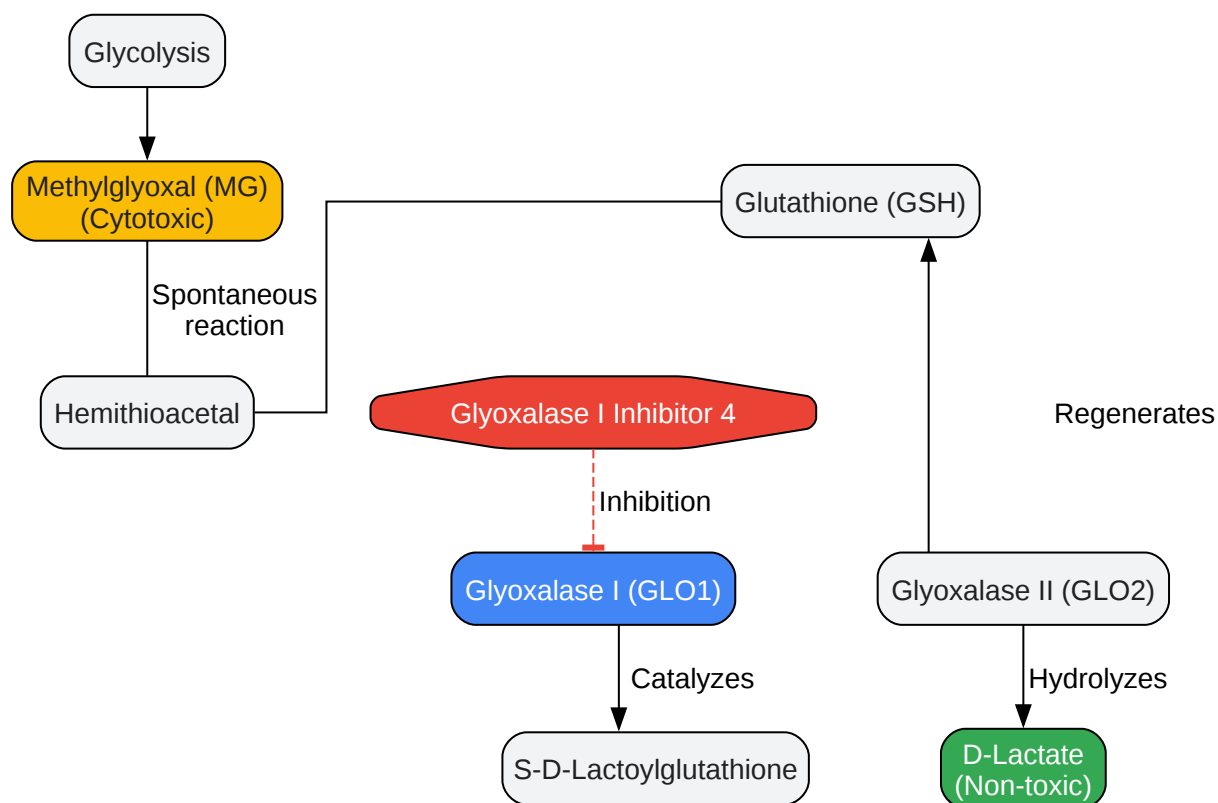 Glycolysis
Methylglyoxal (MG)
(Cytotoxic)
Glutathione (GSH)
Spontaneous
reaction
Hemithioacetal
Glyoxalase I Inhibitor 4
Regenerates
Inhibition
Glyoxalase I (GLO1)
Glyoxalase II (GLO2)
Catalyzes
Hydrolyzes
S-D-Lactoylglutathione
D-Lactate
(Non-toxic)